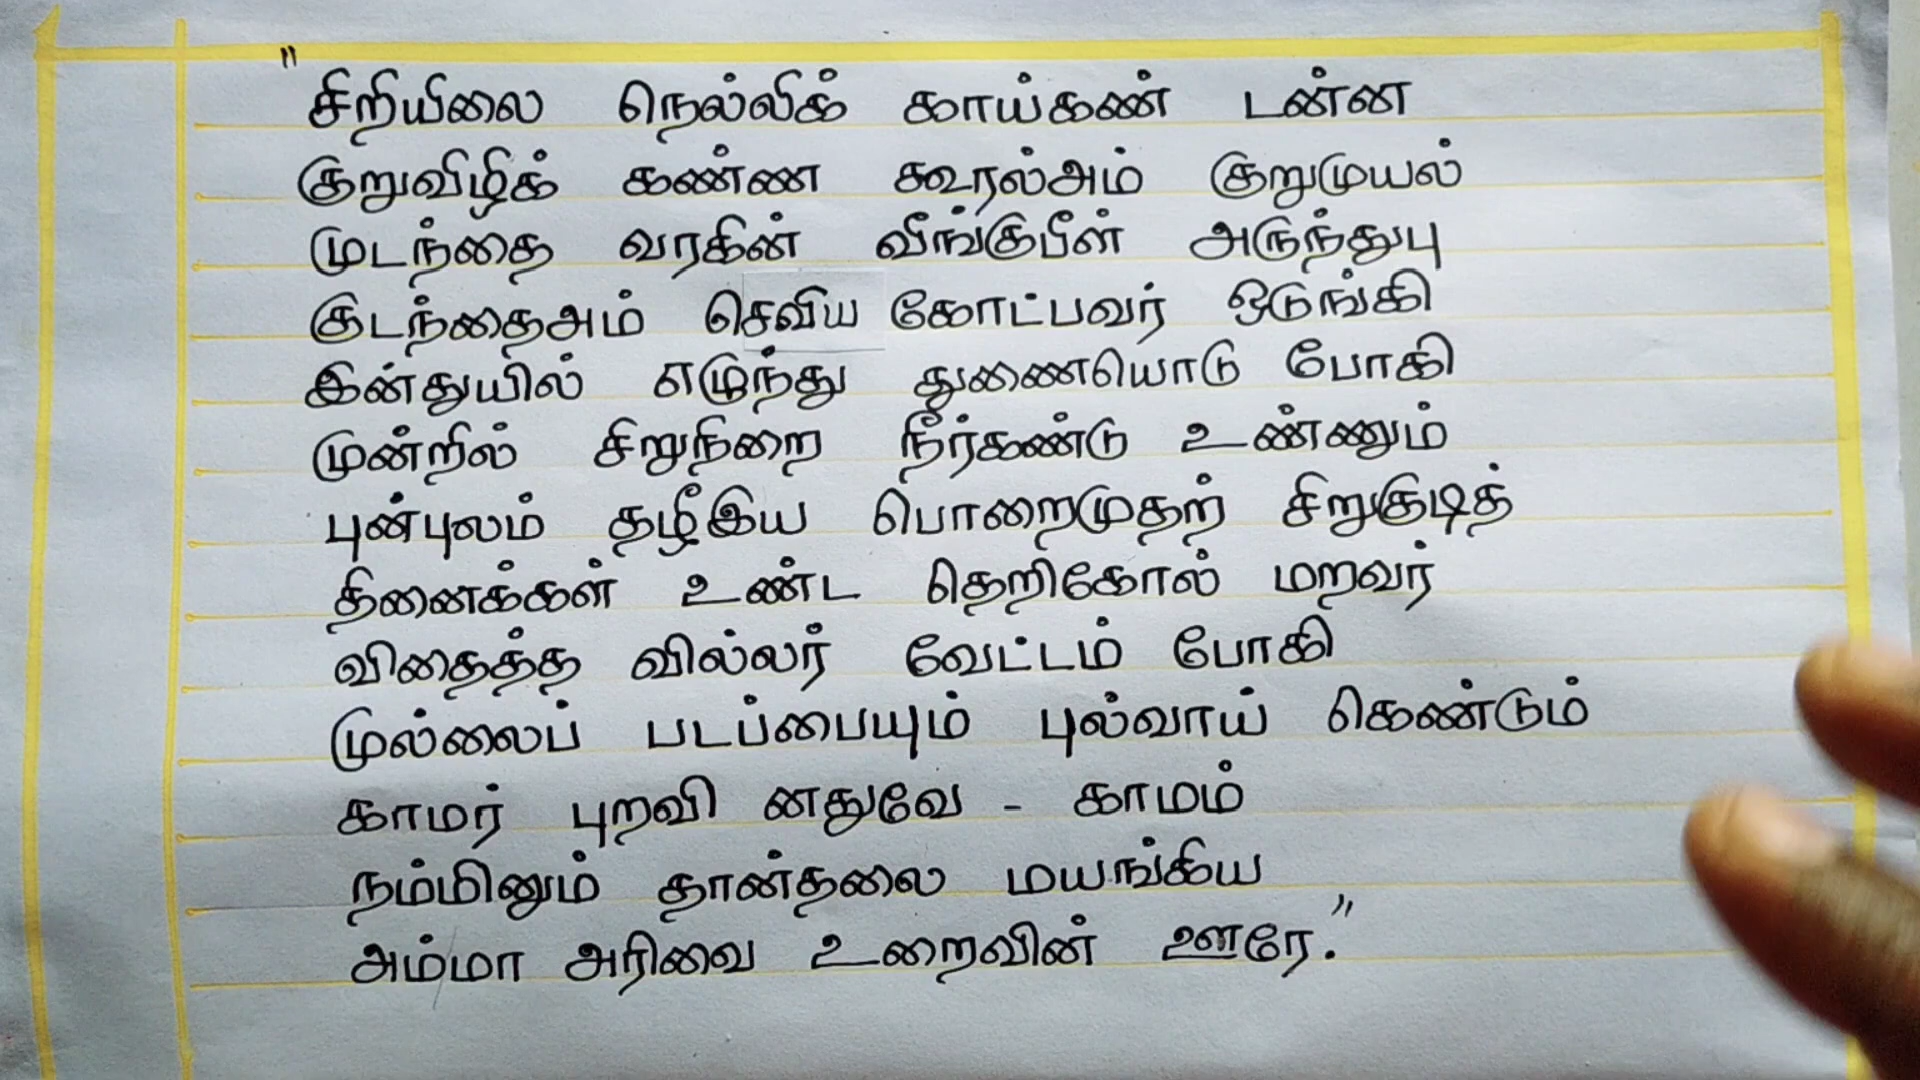 "
சிறியிலை நெல்லிக் காய்கண் டன்ன
குறுவிழிக் கண்ண கூரல்அம் குறுமுயல்
முடந்தை வரகின் வீங்குபீள் அருந்துபு
குடந்தைஅம் செவிய கோட்பவர் ஒடுங்கி
இன்துயில் எழுந்து துணையொடு போகி
முன்றில் சிறுநிறை நீர்கண்டு உண்ணும்
புன்புலம் தழீஇய பொறைமுதற் சிறுகுடித்
தினைக்கள் உண்ட தெறிகோல் மறவர்
விதைத்த வில்லர் வேட்டம் போகி
முல்லைப் படப்பையும் புல்வாய் கெண்டும்
காமர் புறவி னதுவே - காமம்
நம்மினும் தான்தலை மயங்கிய
அம்மா அரிவை உறைவின் ஊரே."